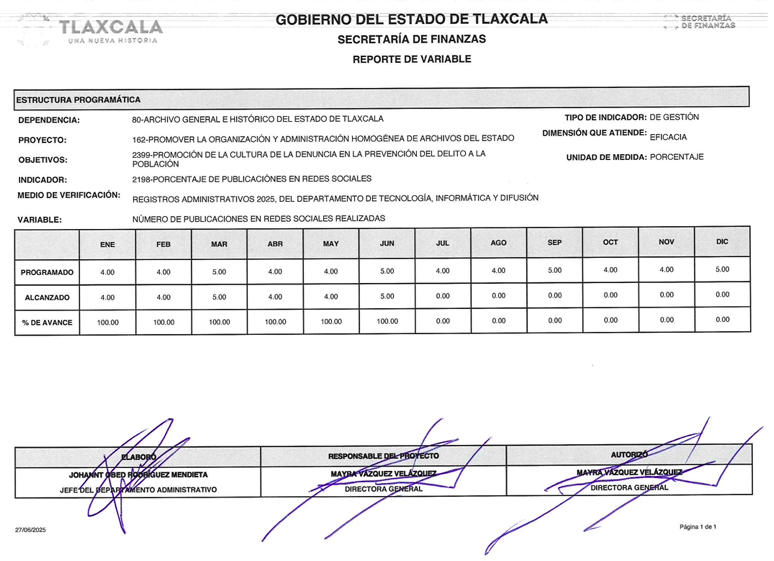 TLAXCALA
UNA NUEVA HISTORIA
GOBIERNO DEL ESTADO DE TLAXCALA
SECRETARÍA DE FINANZAS
REPORTE DE VARIABLE
SECRETARÍA
DE FINANZAS
ESTRUCTURA PROGRAMÁTICA
DEPENDENCIA: 80-ARCHIVO GENERAL E HISTÓRICO DEL ESTADO DE TLAXCALA TIPO DE INDICADOR: DE GESTIÓN
PROYECTO: 162-PROMOVER LA ORGANIZACIÓN Y ADMINISTRACIÓN HOMOGÉNEA DE ARCHIVOS DEL ESTADO DIMENSIÓN QUE ATIENDE: EFICACIA
OBJETIVOS: 2399-PROMOCIÓN DE LA CULTURA DE LA DENUNCIA EN LA PREVENCIÓN DEL DELITO A LA
POBLACIÓN UNIDAD DE MEDIDA: PORCENTAJE
INDICADOR: 2198-PORCENTAJE DE PUBLICACIÓNES EN REDES SOCIALES
MEDIO DE VERIFICACIÓN: REGISTROS ADMINISTRATIVOS 2025, DEL DEPARTAMENTO DE TECNOLOGÍA, INFORMÁTICA Y DIFUSIÓN
VARIABLE: NÚMERO DE PUBLICACIONES EN REDES SOCIALES REALIZADAS
ENE FEB MAR ABR MAY JUN JUL AGO SEP OCT NOV DIC
PROGRAMADO 4.00 4.00 5.00 4.00 4.00 5.00 4.00 4.00 5.00 4.00 4.00 5.00
ALCANZADO 4.00 4.00 5.00 4.00 4.00 5.00 0.00 0.00 0.00 0.00 0.00 0.00
% DE AVANCE 100.00 100.00 100.00 100.00 100.00 100.00 0.00 0.00 0.00 0.00 0.00 0.00
ELABORÓ RESPONSABLE DEL PROYECTO AUTORIZÓ
JOHANNT OBED RODRÍGUEZ MENDIETA MAYRA VÁZQUEZ VELÁZQUEZ MAYRA VÁZQUEZ VELÁZQUEZ
JEFE DEL DEPARTAMENTO ADMINISTRATIVO DIRECTORA GENERAL DIRECTORA GENERAL
27/06/2025 Página 1 de 1